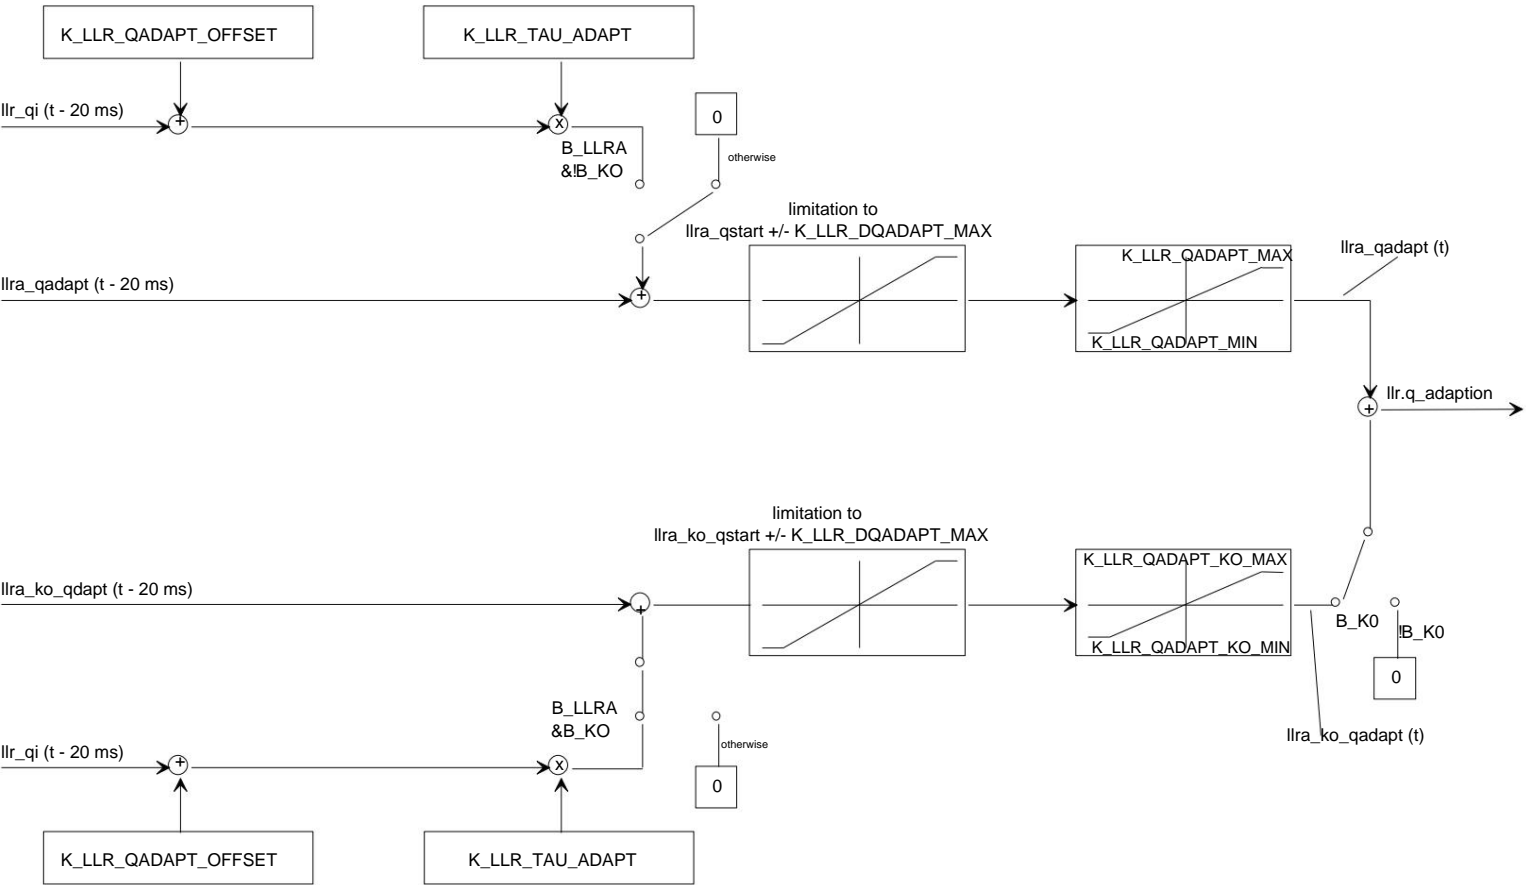 K_LLR_QADAPT_OFFSET
K_LLR_TAU_ADAPT
llr_qi (t - 20 ms)
+
x
0
B_LLRA
&!B_KO
otherwise
limitation to
llra_qstart +/- K_LLR_DQADAPT_MAX
K_LLR_QADAPT_MAX
llra_qadapt (t)
llra_qadapt (t - 20 ms)
+
K_LLR_QADAPT_MIN
llr.q_adaption
+
limitation to
llra_ko_qstart +/- K_LLR_DQADAPT_MAX
K_LLR_QADAPT_KO_MAX
llra_ko_qdapt (t - 20 ms)
+
B_K0
!B_K0
K_LLR_QADAPT_KO_MIN
0
B_LLRA
&B_KO
llra_ko_qadapt (t)
otherwise
llr_qi (t - 20 ms)
+
x
0
K_LLR_QADAPT_OFFSET
K_LLR_TAU_ADAPT